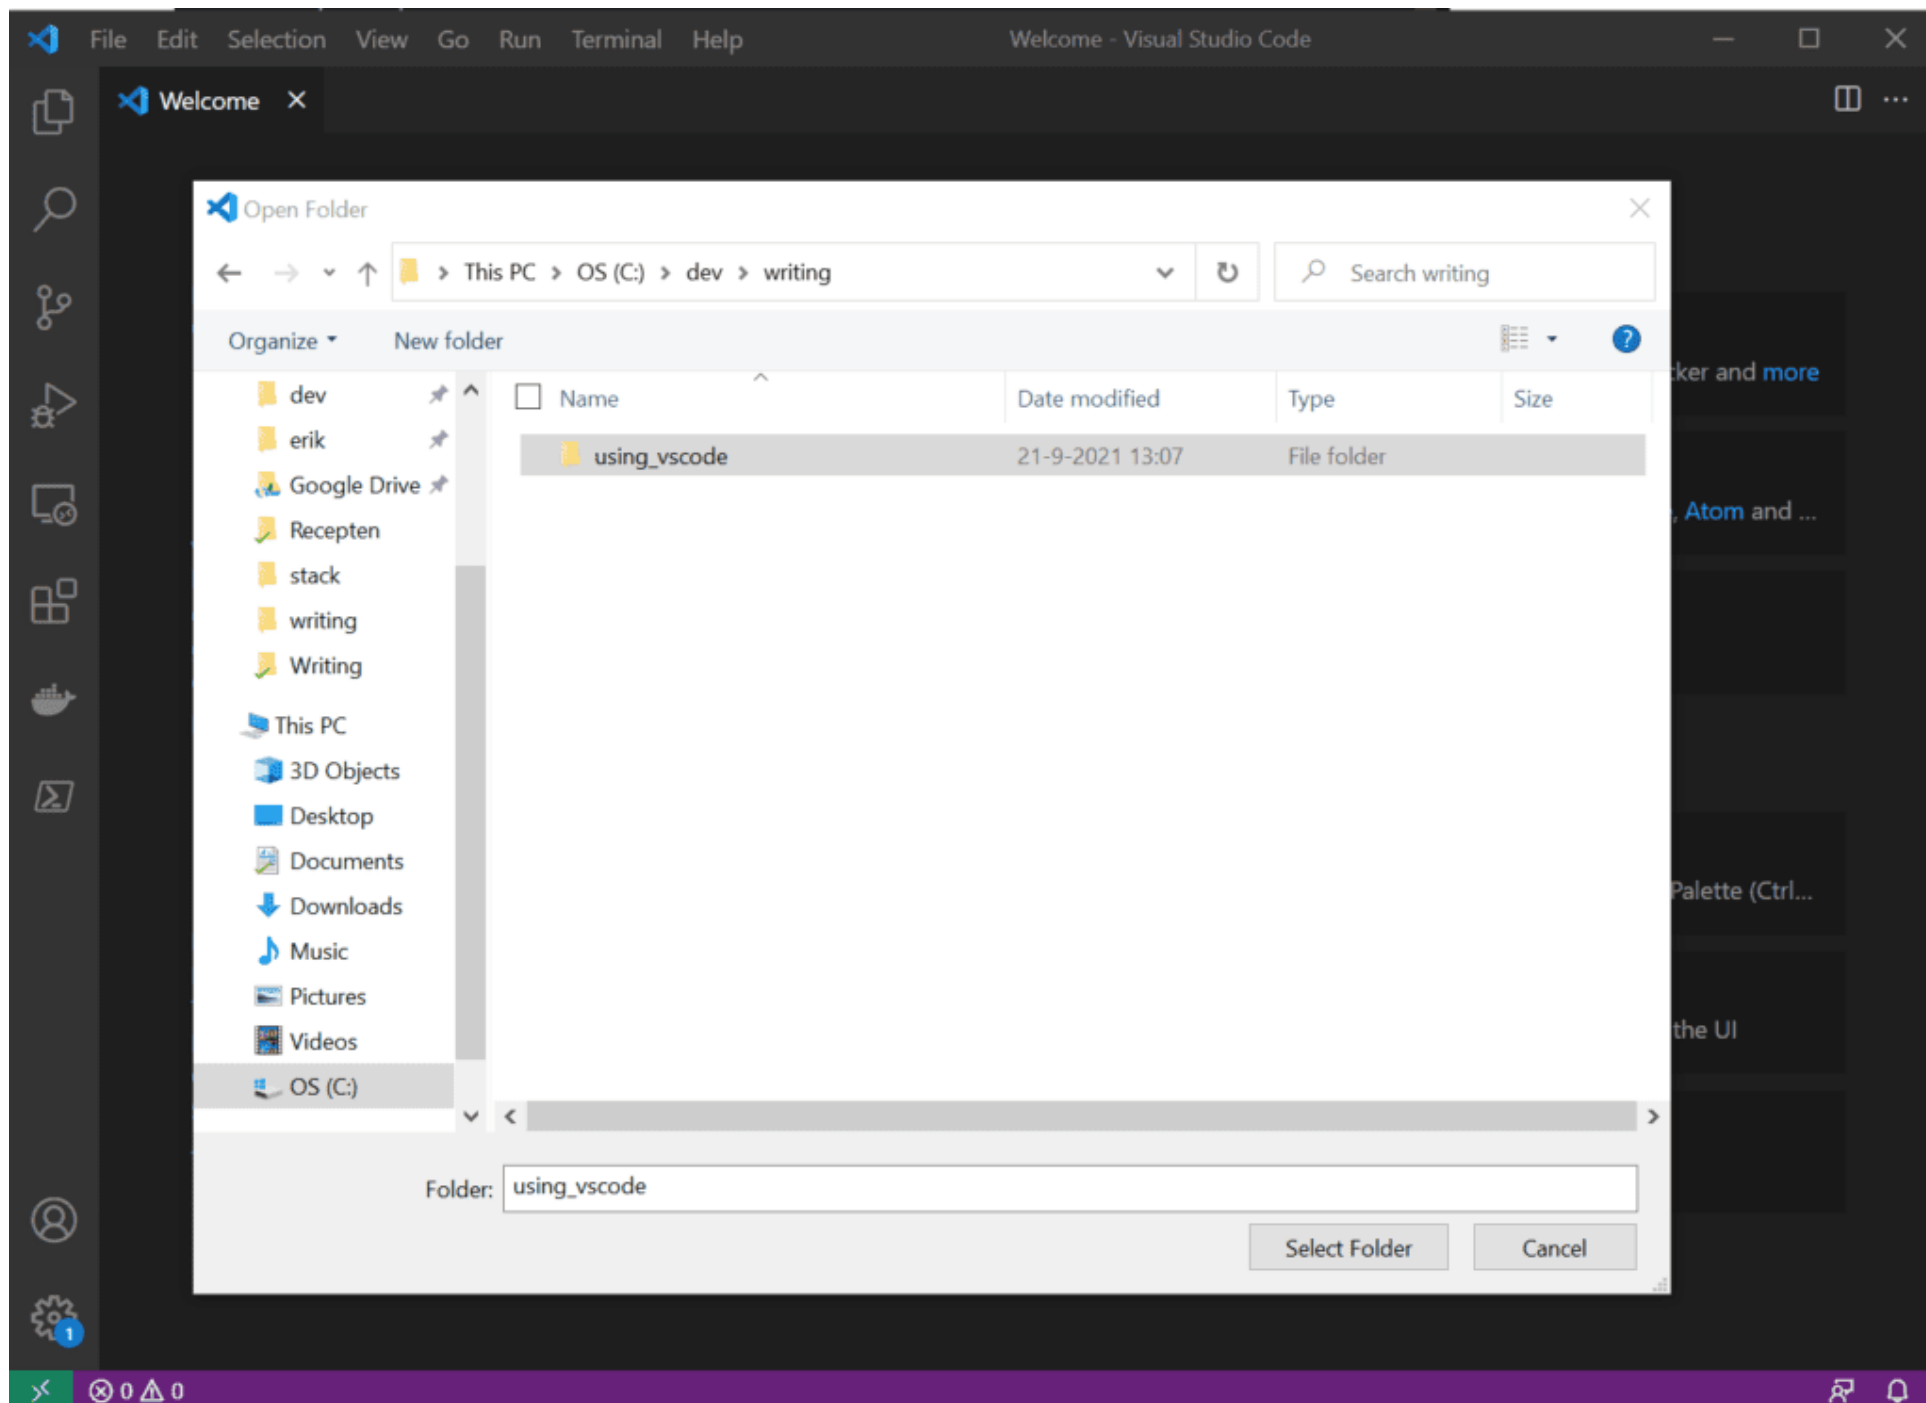 File Edit Selection View Go Run Terminal Help Welcome - Visual Studio Code
Welcome
Open Folder
This PC > OS (C:) > dev > writing
Search writing
Organize New folder
?
dev
erik
Google Drive
Recepten
stack
writing
Writing
This PC
3D Objects
Desktop
Documents
Downloads
Music
Pictures
Videos
OS (C:)
Name Date modified Type Size
using_vscode 21-9-2021 13:07 File folder
and more
, Atom and ...
Palette (Ctrl...
the UI
Folder: using_vscode
Select Folder Cancel
1
0 0